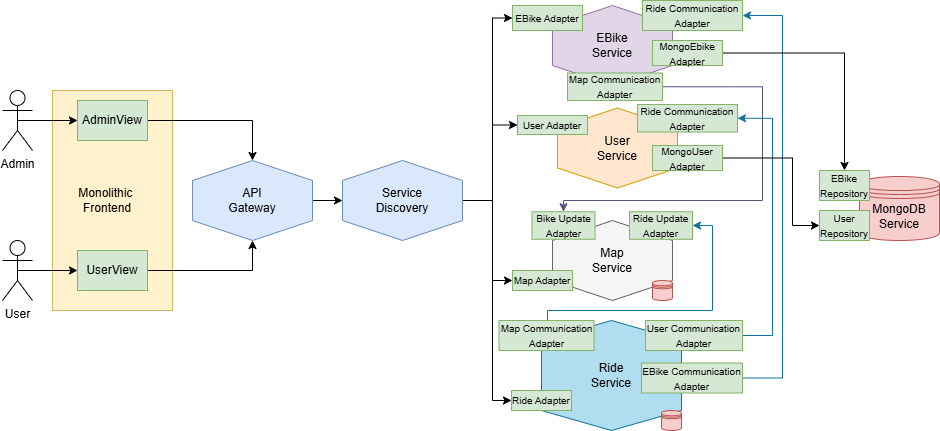 Admin
User
AdminView
Monolithic
Frontend
UserView
API
Gateway
Service
Discovery
EBike Adapter
Ride Communication
Adapter
EBike
Service
MongoEbike
Adapter
Map Communication
Adapter
User Adapter
Ride Communication
Adapter
User
Service
MongoUser
Adapter
Bike Update
Adapter
Ride Update
Adapter
Map
Service
Map Adapter
Map Communication
Adapter
User Communication
Adapter
Ride
Service
EBike Communication
Adapter
Ride Adapter
EBike
Repository
User
Repository
MongoDB
Service